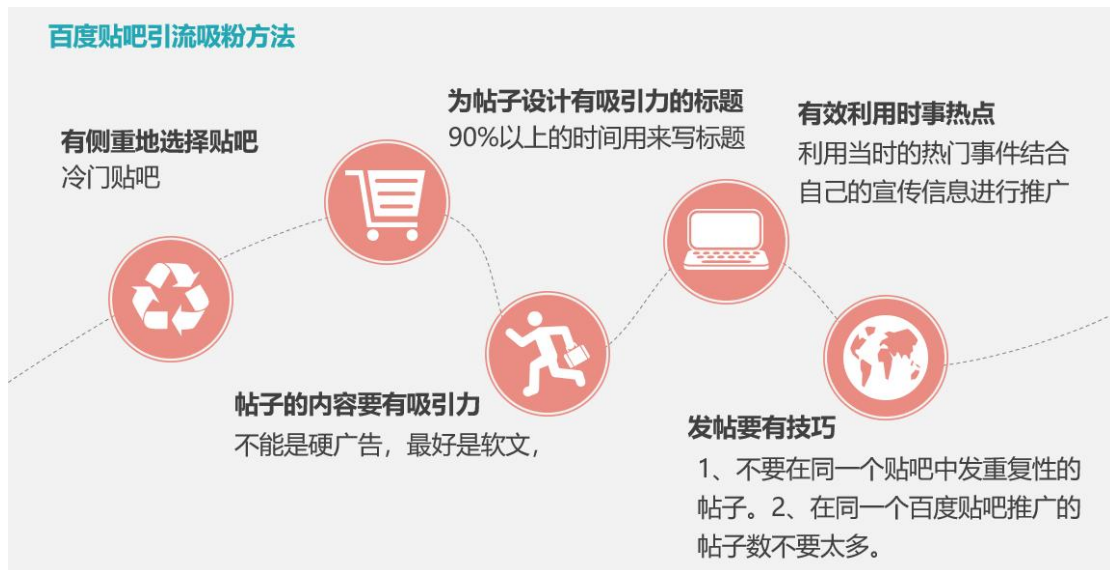 百度贴吧引流吸粉方法
有侧重地选择贴吧
冷门贴吧
为帖子设计有吸引力的标题
90%以上的时间用来写标题
有效利用时事热点
利用当时的热门事件结合
自己的宣传信息进行推广
帖子的内容要有吸引力
不能是硬广告，最好是软文，
发帖要有技巧
1、不要在同一个贴吧中发重复性的
帖子。2、在同一个百度贴吧推广的
帖子数不要太多。